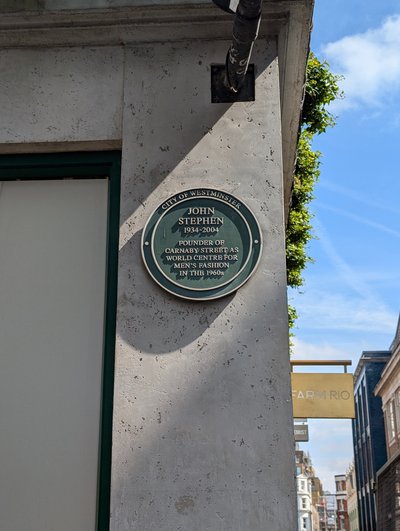 CITY OF WESTMINSTER
JOHN
STEPHEN
1934-2004
FOUNDER OF
CARNABY STREET AS
WORLD CENTRE FOR
MEN'S FASHION
IN THE 1960s
FARM RIO